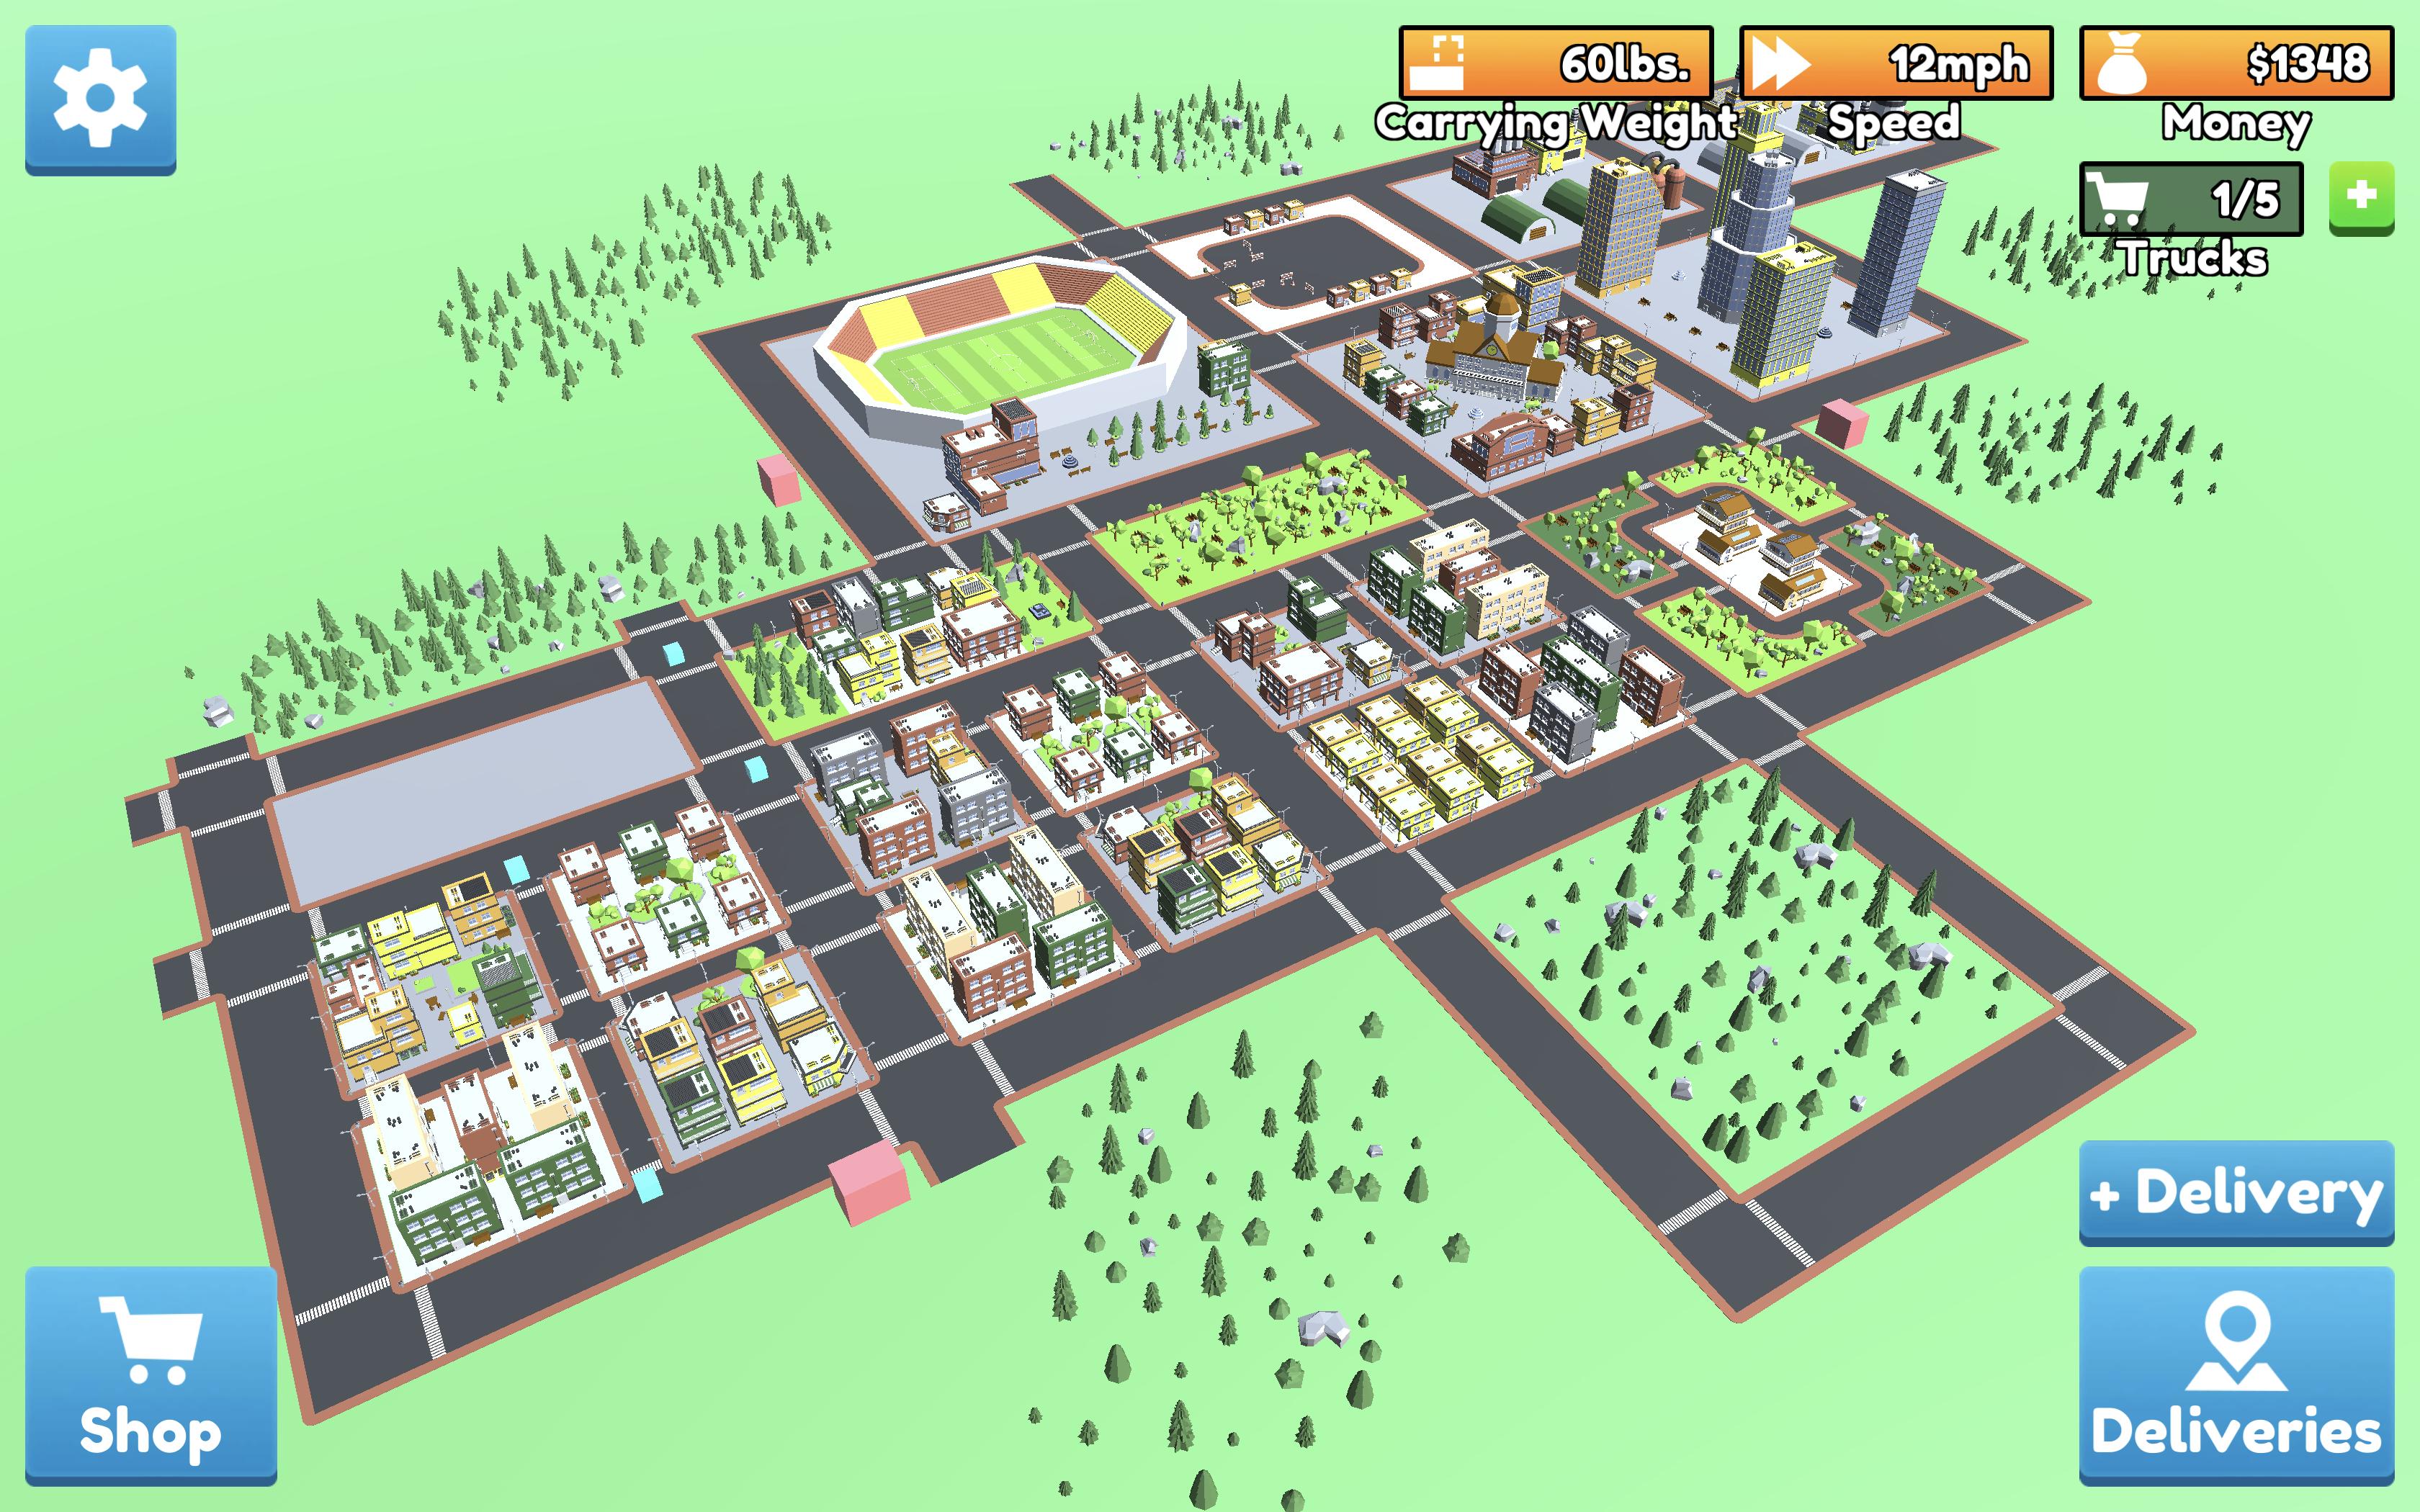 60lbs.
12mph
$1348
Carrying Weight
Speed
Money
1/5
+
Trucks
+ Delivery
Shop
Deliveries